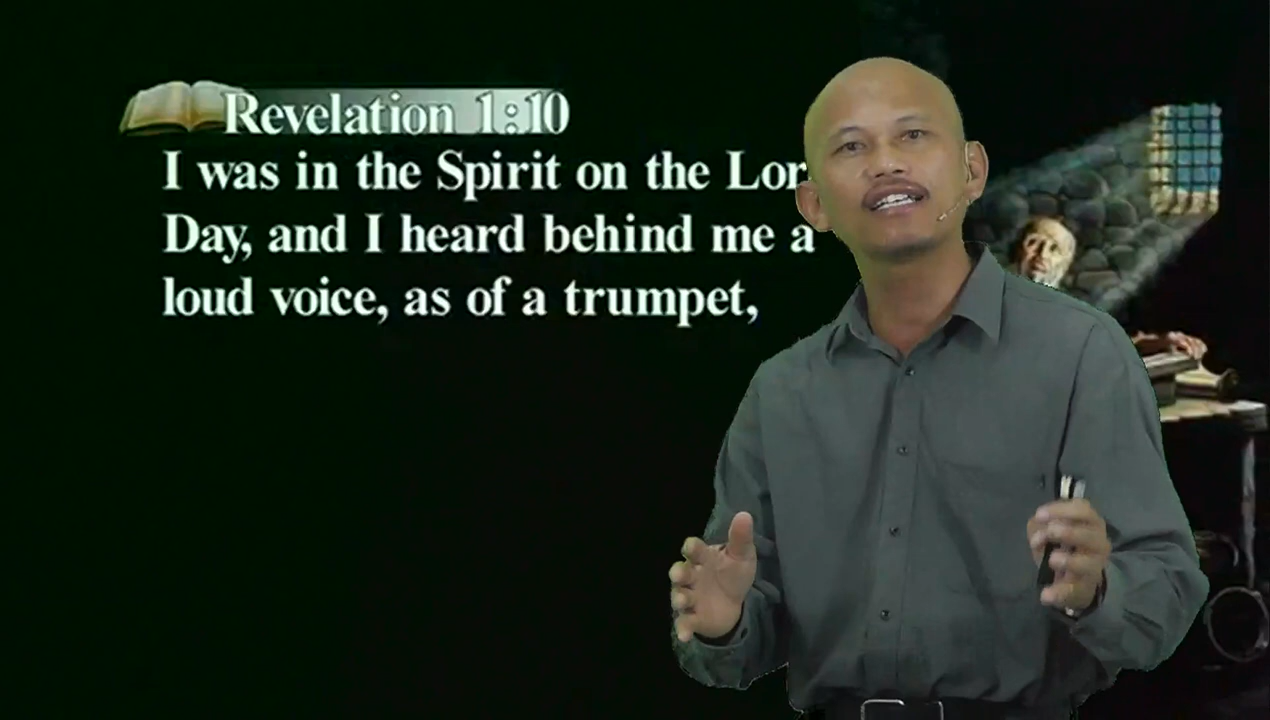 Revelation 1:10
I was in the Spirit on the Lor
Day, and I heard behind me a
loud voice, as of a trumpet,